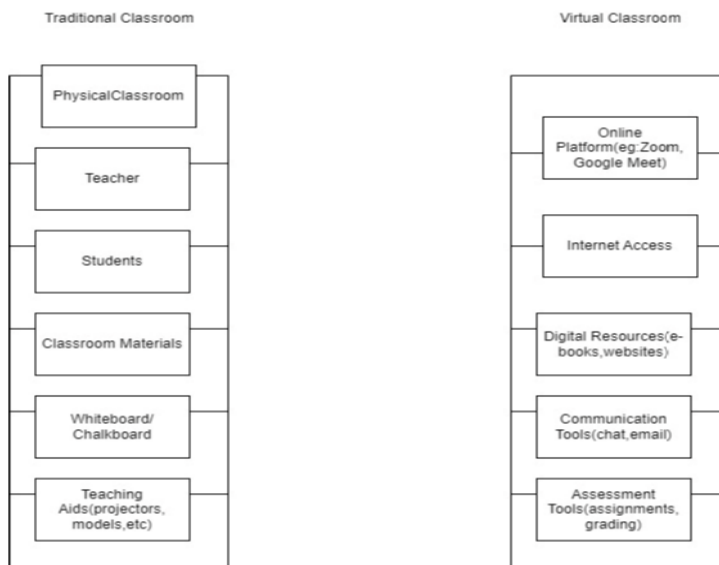 Traditional Classroom
PhysicalClassroom
Teacher
Students
Classroom Materials
Whiteboard/
Chalkboard
Teaching
Aids(projectors,
models,etc)
Virtual Classroom
Online
Platform(eg:Zoom,
Google Meet)
Internet Access
Digital Resources(e-
books,websites)
Communication
Tools(chat,email)
Assessment
Tools(assignments,
grading)